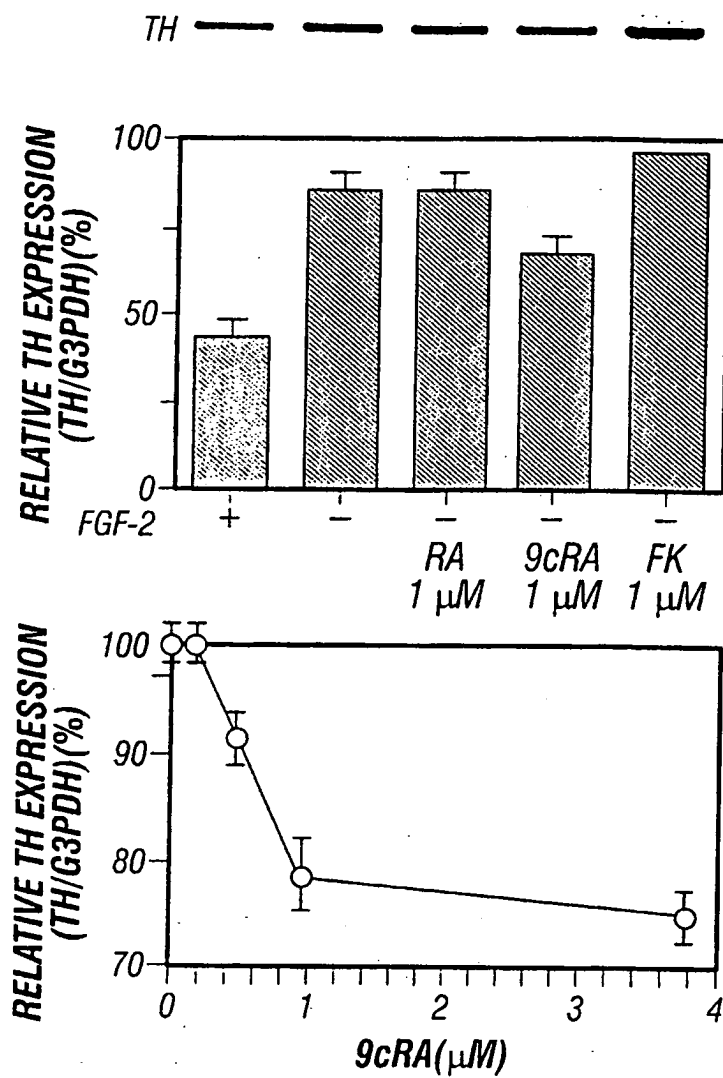 TH
RELATIVE TH EXPRESSION
(TH/G3PDH)(%)
100
50
0
FGF-2 + − − − −
RA 9cRA FK
1 μM 1 μM 1 μM
RELATIVE TH EXPRESSION
(TH/G3PDH)(%)
100
90
80
70
0 1 2 3 4
9cRA(μM)